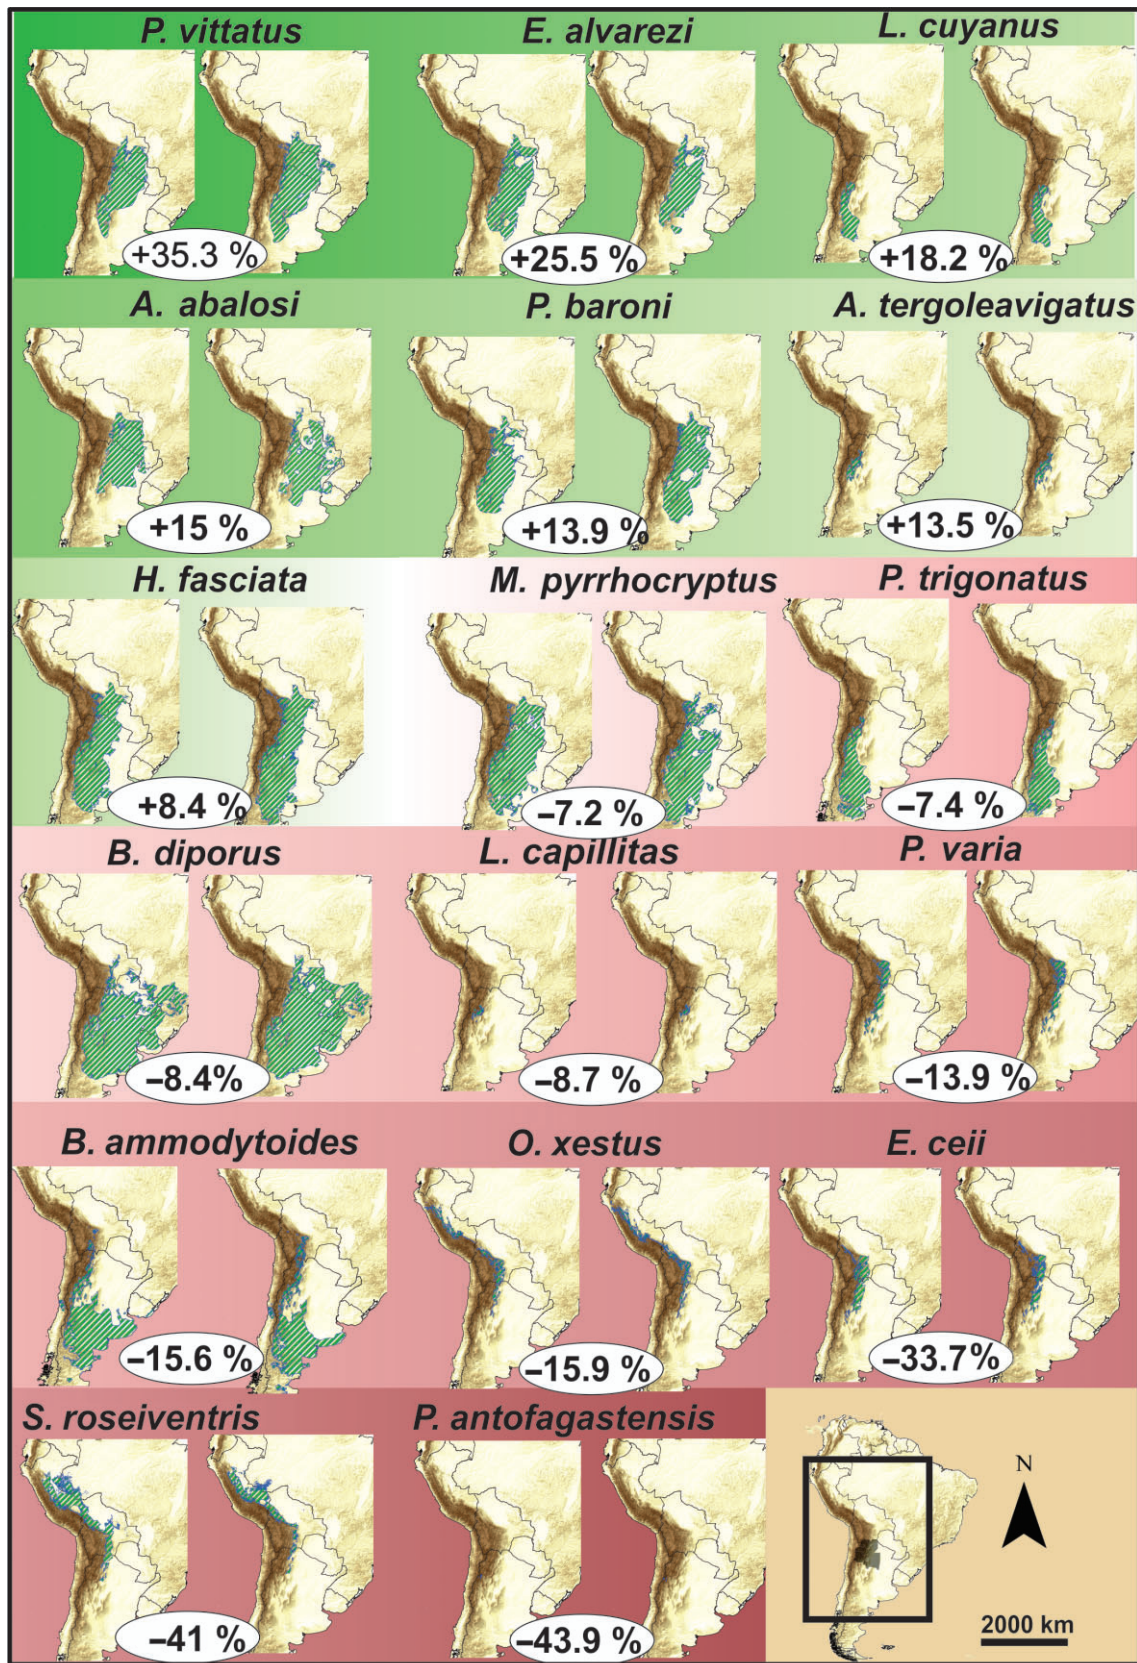 P. vittatus E. alvarezi L. cuyanus
+35.3 % +25.5 % +18.2 %
A. abalosi P. baroni A. tergoleavigatus
+15 % +13.9 % +13.5 %
H. fasciata M. pyrrhocryptus P. trigonatus
+8.4 % –7.2 % –7.4 %
B. diporus L. capillitas P. varia
–8.4% –8.7 % –13.9 %
B. ammodytoides O. xestus E. ceii
–15.6 % –15.9 % –33.7%
S. roseiventris P. antofagastensis
N
–41 % –43.9 % 2000 km